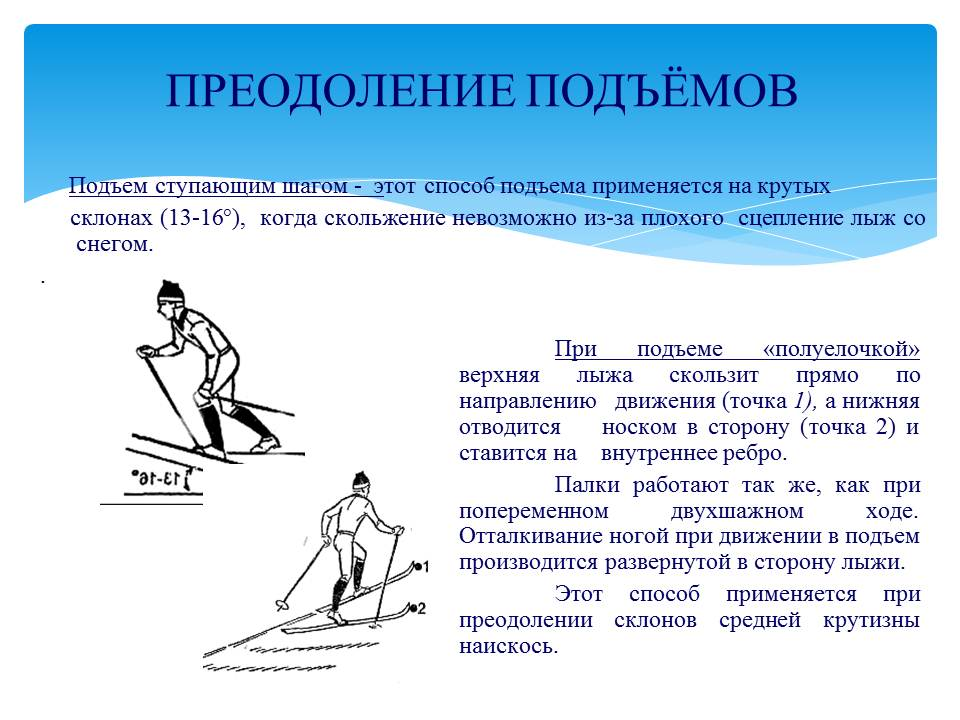 ПРЕОДОЛЕНИЕ ПОДЪЁМОВ
Подъем ступающим шагом - этот способ подъема применяется на крутых
склонах (13-16°), когда скольжение невозможно из-за плохого сцепление лыж со
снегом.
.
При подъеме «полуелочкой»
верхняя лыжа скользит прямо по
направлению движения (точка 1), а нижняя
отводится носком в сторону (точка 2) и
ставится на внутреннее ребро.
Палки работают так же, как при
попеременном двухшажном ходе.
Отталкивание ногой при движении в подъем
производится развернутой в сторону лыжи.
Этот способ применяется при
преодолении склонов средней крутизны
наискось.
13-16°
1
2